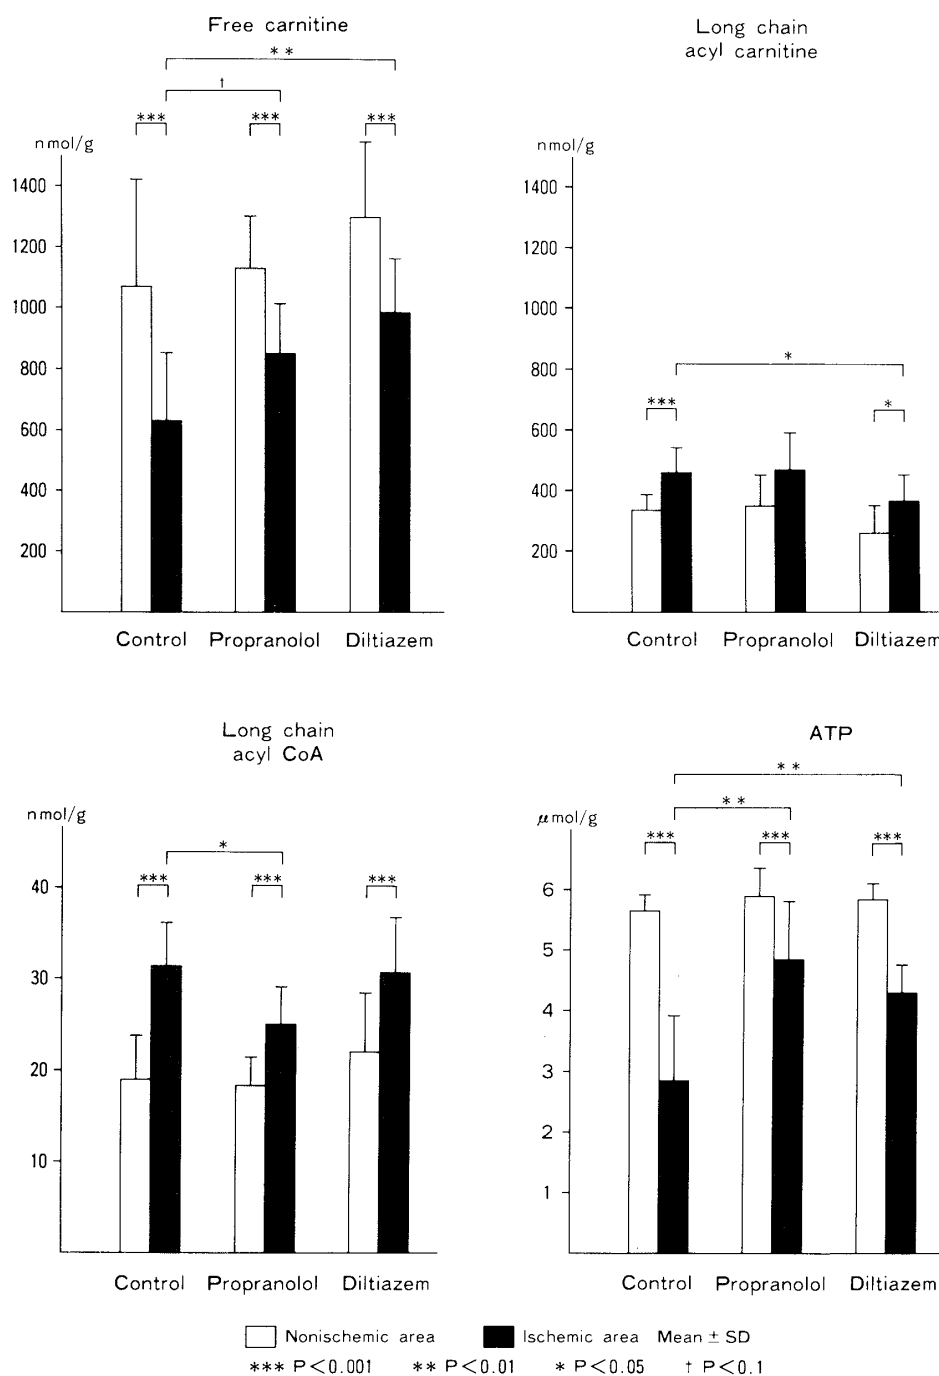 Free carnitine
**
†
*** *** ***
nmol/g
1400
1200
1000
800
600
400
200
Control Propranolol Diltiazem
Long chain
acyl carnitine
nmol/g
1400
1200
1000
800
600
400
200
*
*** *
Control Propranolol Diltiazem
Long chain
acyl CoA
nmol/g
*
*** *** ***
40
30
20
10
Control Propranolol Diltiazem
ATP
**
**
μmol/g
*** *** ***
6
5
4
3
2
1
Control Propranolol Diltiazem
Nonischemic area Ischemic area Mean ± SD
*** P<0.001 ** P<0.01 * P<0.05 † P<0.1